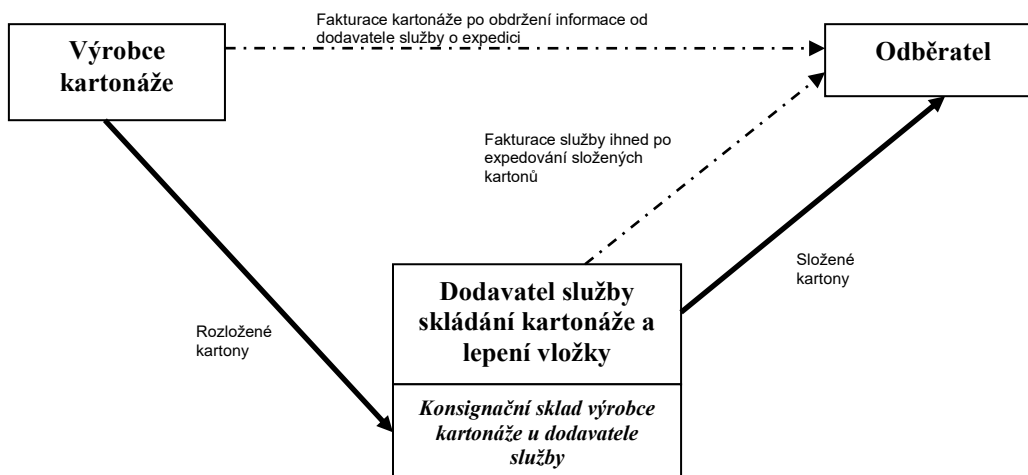 Fakturace kartonáže po obdržení informace od
dodavatele služby o expedici
Výrobce
kartonáže
Odběratel
Fakturace služby ihned po
expedování složených
kartonů
Složené
kartony
Rozložené
kartony
Dodavatel služby
skládání kartonáže a
lepení vložky
Konsignační sklad výrobce
kartonáže u dodavatele
služby